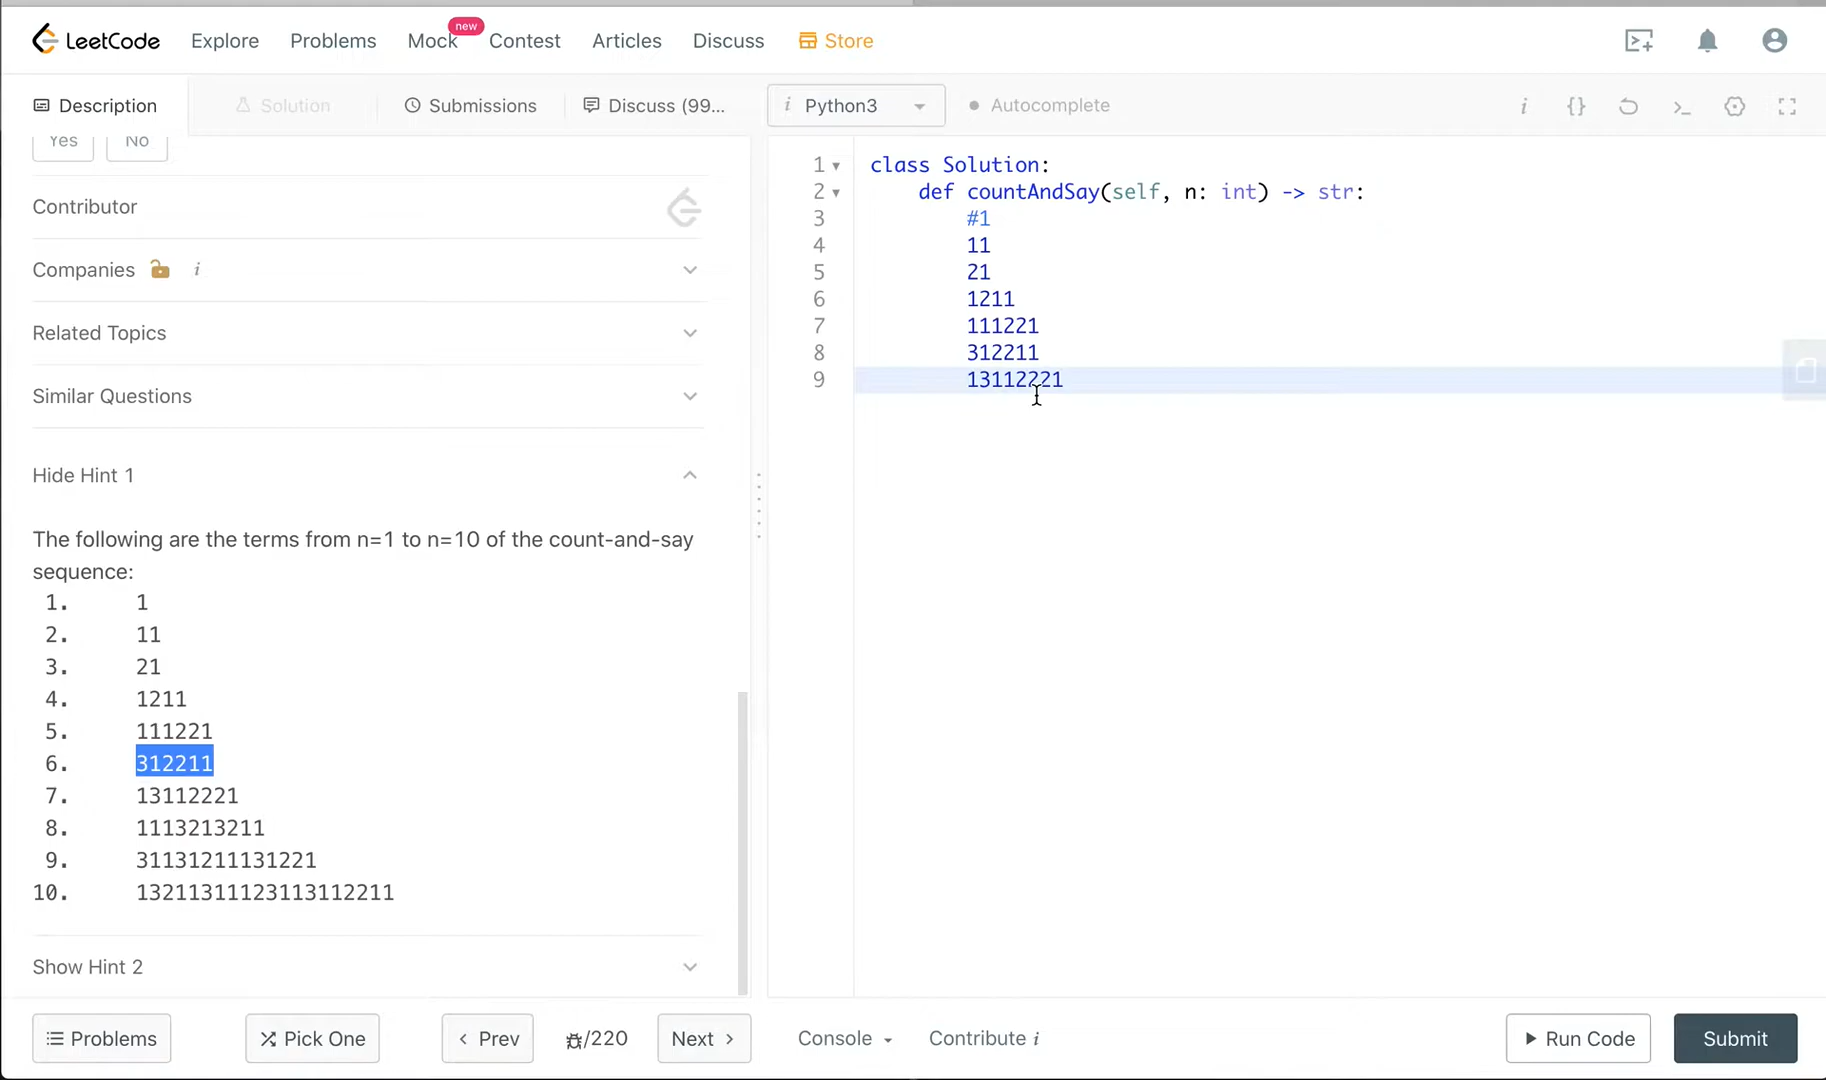 LeetCode Explore Problems Mock new Contest Articles Discuss Store
Description Solution Submissions Discuss (99... i Python3 Autocomplete i {}
Yes No
Contributor
Companies i
Related Topics
Similar Questions
Hide Hint 1
The following are the terms from n=1 to n=10 of the count-and-say
sequence:
1. 1
2. 11
3. 21
4. 1211
5. 111221
6. 312211
7. 13112221
8. 1113213211
9. 31131211131221
10. 13211311123113112211
Show Hint 2
1 class Solution:
2 def countAndSay(self, n: int) -> str:
3 #1
4 11
5 21
6 1211
7 111221
8 312211
9 13112221
Problems Pick One Prev /220 Next Console Contribute i Run Code Submit